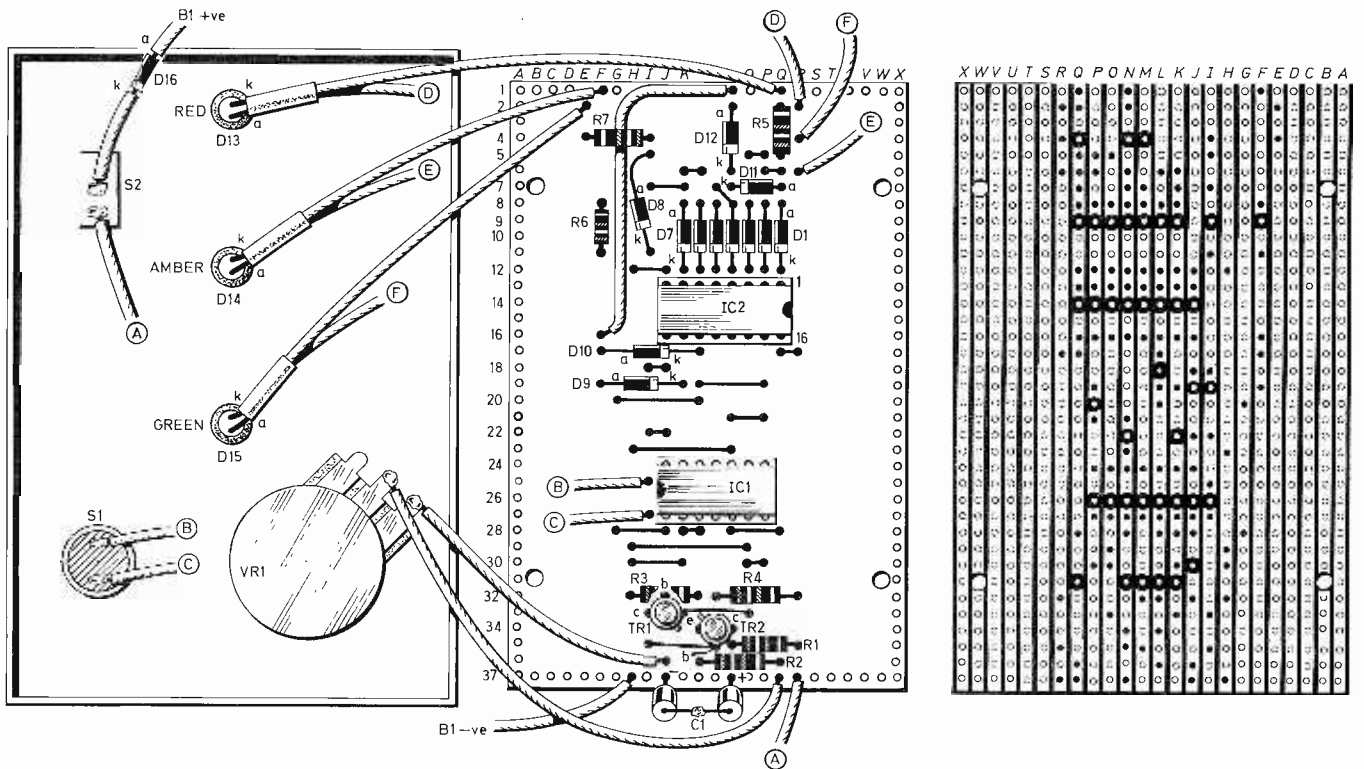 B1 +ve
a
D16
k
S2
A
RED
k
a
D13
D
AMBER
k
a
D14
E
GREEN
k
a
D15
F
S1
B
C
VR1
D
F
E
A B C D E F G H I J K O P Q R S T V W X
1
2
4
5
7
8
9
10
12
14
16
18
20
22
24
26
28
30
32
34
37
R7
a
D12
k
R5
D11
k
a
R6
a
D8
k
a
D7
k
a
D1
k
1
IC2
16
D10
a
k
D9
a
k
B
C
IC1
R3
b
c
TR1
R4
e
c
TR2
b
R1
R2
+
C1
B1 –ve
A
X W V U T S R Q P O N M L K J I H G F E D C B A